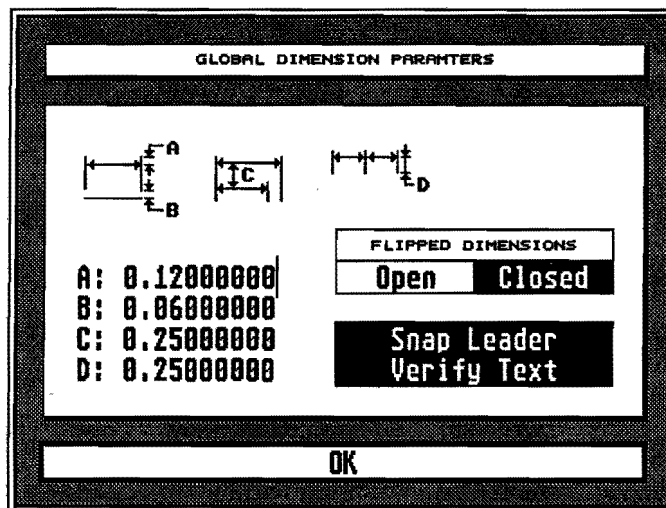 GLOBAL DIMENSION PARAMTERS
A
B
C
D
FLIPPED DIMENSIONS
Open Closed
A: 0.12000000
B: 0.06000000
C: 0.25000000
D: 0.25000000
Snap Leader
Verify Text
OK